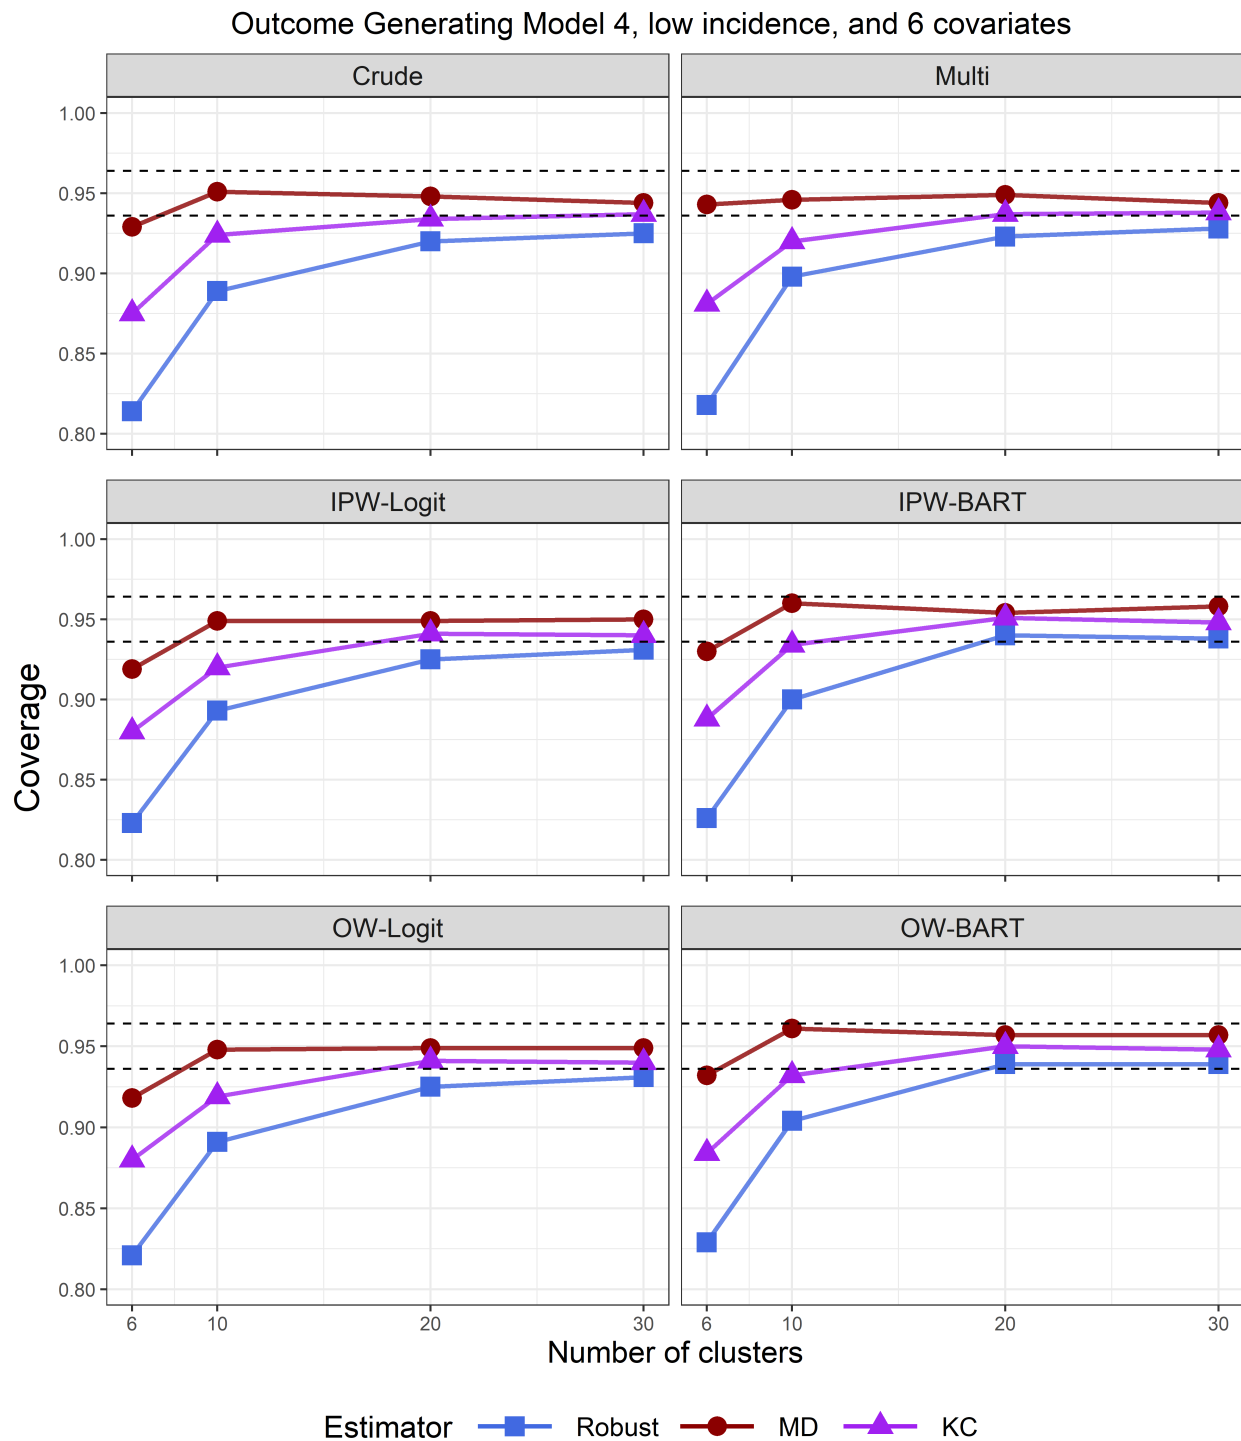 Outcome Generating Model 4, low incidence, and 6 covariates
Crude
Multi
1.00
0.95
0.90
0.85
0.80
IPW-Logit
IPW-BART
1.00
0.95
0.90
0.85
0.80
Coverage
OW-Logit
OW-BART
1.00
0.95
0.90
0.85
0.80
6 10 20 30
6 10 20 30
Number of clusters
Estimator Robust MD KC